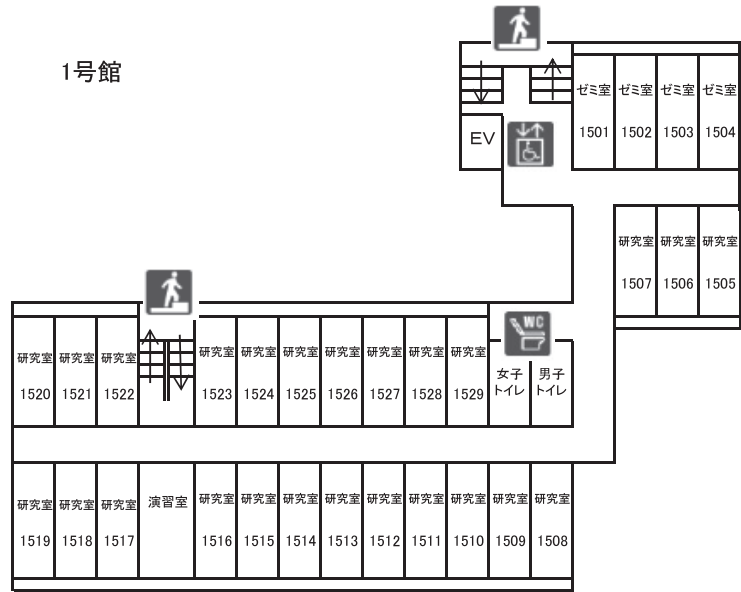 1号館
ゼミ室 ゼミ室 ゼミ室 ゼミ室
1501 1502 1503 1504
EV
研究室 研究室 研究室
1507 1506 1505
WC
研究室 研究室 研究室 研究室 研究室 研究室 研究室 研究室 研究室 研究室
1520 1521 1522 1523 1524 1525 1526 1527 1528 1529
女子 男子
トイレ トイレ
研究室 研究室 研究室 演習室 研究室 研究室 研究室 研究室 研究室 研究室 研究室 研究室 研究室
1519 1518 1517 1516 1515 1514 1513 1512 1511 1510 1509 1508